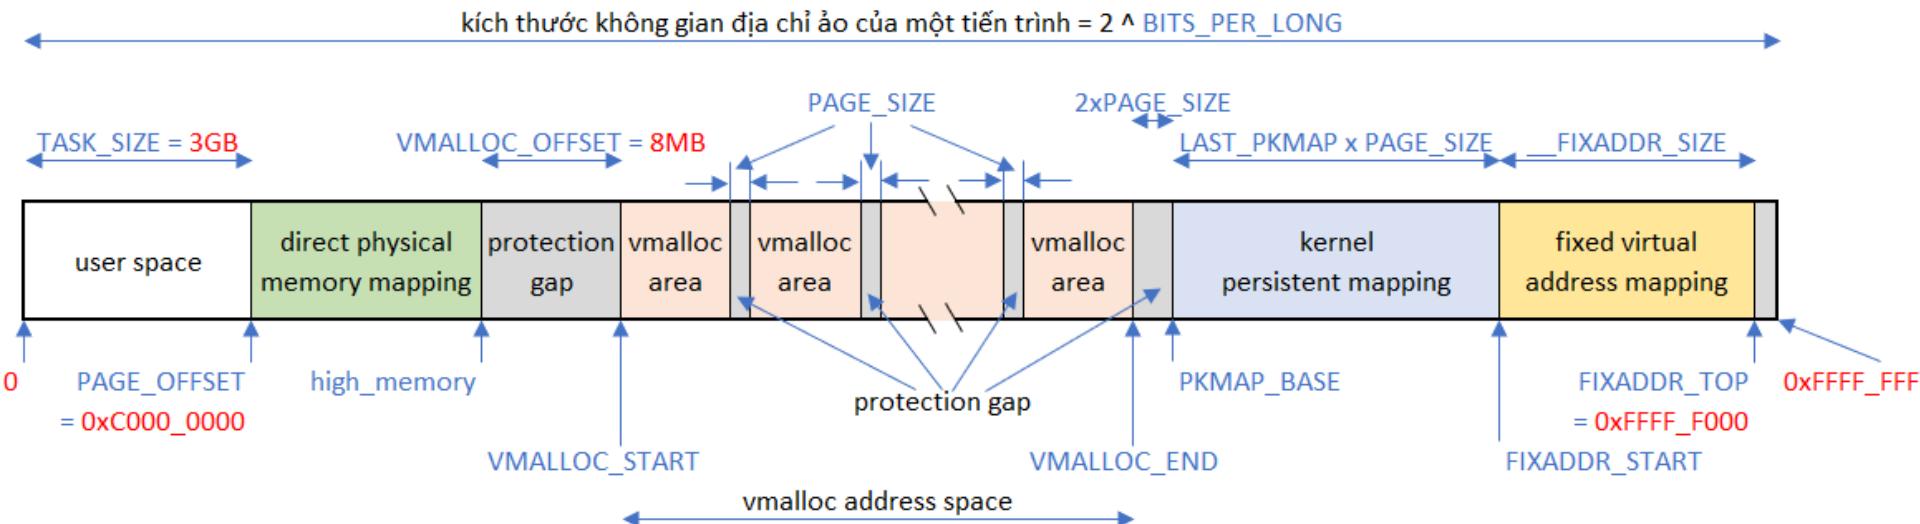 kích thước không gian địa chỉ ảo của một tiến trình = 2 ^ BITS_PER_LONG
PAGE_SIZE
2xPAGE_SIZE
TASK_SIZE = 3GB
VMALLOC_OFFSET = 8MB
LAST_PKMAP x PAGE_SIZE
__FIXADDR_SIZE
user space
direct physical
memory mapping
protection
gap
vmalloc
area
vmalloc
area
vmalloc
area
kernel
persistent mapping
fixed virtual
address mapping
0
PAGE_OFFSET
= 0xC000_0000
high_memory
protection gap
PKMAP_BASE
FIXADDR_TOP
= 0xFFFF_F000
0xFFFF_FFF
VMALLOC_START
VMALLOC_END
FIXADDR_START
vmalloc address space